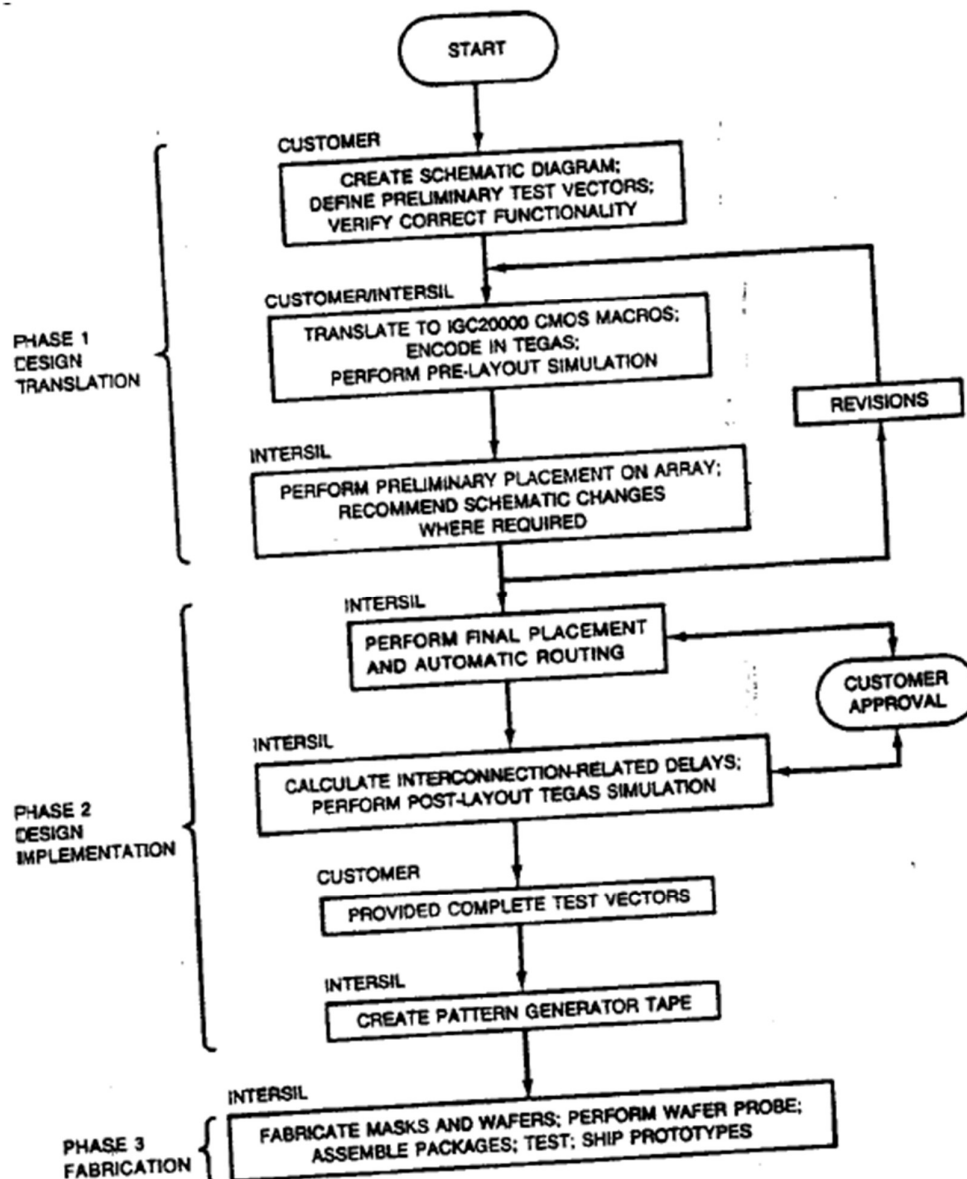 START
CUSTOMER
CREATE SCHEMATIC DIAGRAM;
DEFINE PRELIMINARY TEST VECTORS;
VERIFY CORRECT FUNCTIONALITY
CUSTOMER/INTERSIL
TRANSLATE TO IGC20000 CMOS MACROS;
ENCODE IN TEGAS;
PERFORM PRE-LAYOUT SIMULATION
PHASE 1
DESIGN
TRANSLATION
REVISIONS
INTERSIL
PERFORM PRELIMINARY PLACEMENT ON ARRAY;
RECOMMEND SCHEMATIC CHANGES
WHERE REQUIRED
INTERSIL
PERFORM FINAL PLACEMENT
AND AUTOMATIC ROUTING
CUSTOMER
APPROVAL
INTERSIL
CALCULATE INTERCONNECTION-RELATED DELAYS;
PERFORM POST-LAYOUT TEGAS SIMULATION
PHASE 2
DESIGN
IMPLEMENTATION
CUSTOMER
PROVIDED COMPLETE TEST VECTORS
INTERSIL
CREATE PATTERN GENERATOR TAPE
INTERSIL
FABRICATE MASKS AND WAFERS; PERFORM WAFER PROBE;
ASSEMBLE PACKAGES; TEST; SHIP PROTOTYPES
PHASE 3
FABRICATION